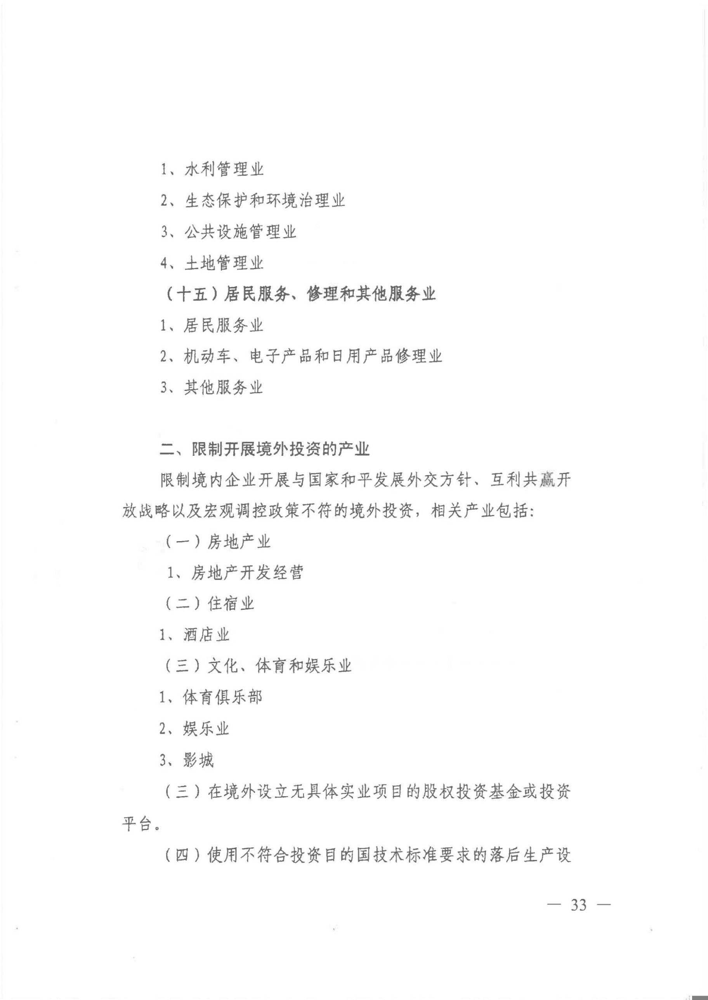 1、水利管理业
2、生态保护和环境治理业
3、公共设施管理业
4、土地管理业
（十五）居民服务、修理和其他服务业
1、居民服务业
2、机动车、电子产品和日用产品修理业
3、其他服务业
二、限制开展境外投资的产业
限制境内企业开展与国家和平发展外交方针、互利共赢开
放战略以及宏观调控政策不符的境外投资，相关产业包括:
（一）房地产业
1、房地产开发经营
（二）住宿业
1、酒店业
（三）文化、体育和娱乐业
1、体育俱乐部
2、娱乐业
3、影城
（三）在境外设立无具体实业项目的股权投资基金或投资
平台。
（四）使用不符合投资目的国技术标准要求的落后生产设
— 33 —